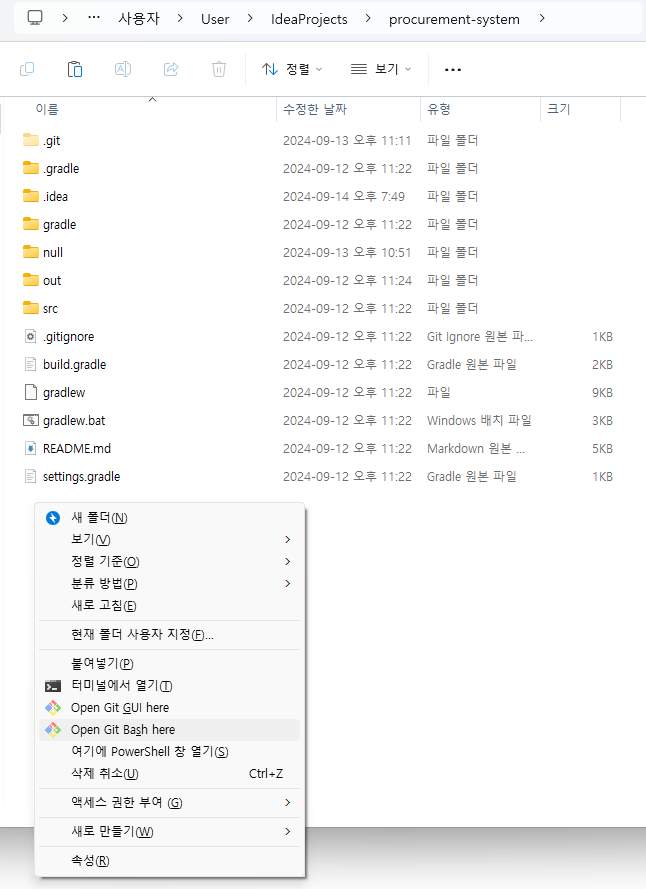 ··· 사용자 User IdeaProjects procurement-system
정렬 보기 ···
이름 수정한 날짜 유형 크기
.git 2024-09-13 오후 11:11 파일 폴더
.gradle 2024-09-12 오후 11:22 파일 폴더
.idea 2024-09-14 오후 7:49 파일 폴더
gradle 2024-09-12 오후 11:22 파일 폴더
null 2024-09-13 오후 10:51 파일 폴더
out 2024-09-12 오후 11:24 파일 폴더
src 2024-09-12 오후 11:22 파일 폴더
.gitignore 2024-09-12 오후 11:22 Git Ignore 원본 파... 1KB
build.gradle 2024-09-12 오후 11:22 Gradle 원본 파일 2KB
gradlew 2024-09-12 오후 11:22 파일 9KB
gradlew.bat 2024-09-12 오후 11:22 Windows 배치 파일 3KB
README.md 2024-09-12 오후 11:22 Markdown 원본 ... 5KB
settings.gradle 2024-09-12 오후 11:22 Gradle 원본 파일 1KB
새 폴더(N)
보기(V)
정렬 기준(O)
분류 방법(P)
새로 고침(E)
현재 폴더 사용자 지정(F)...
붙여넣기(P)
터미널에서 열기(T)
Open Git GUI here
Open Git Bash here
여기에 PowerShell 창 열기(S)
삭제 취소(U) Ctrl+Z
액세스 권한 부여 (G)
새로 만들기(W)
속성(R)